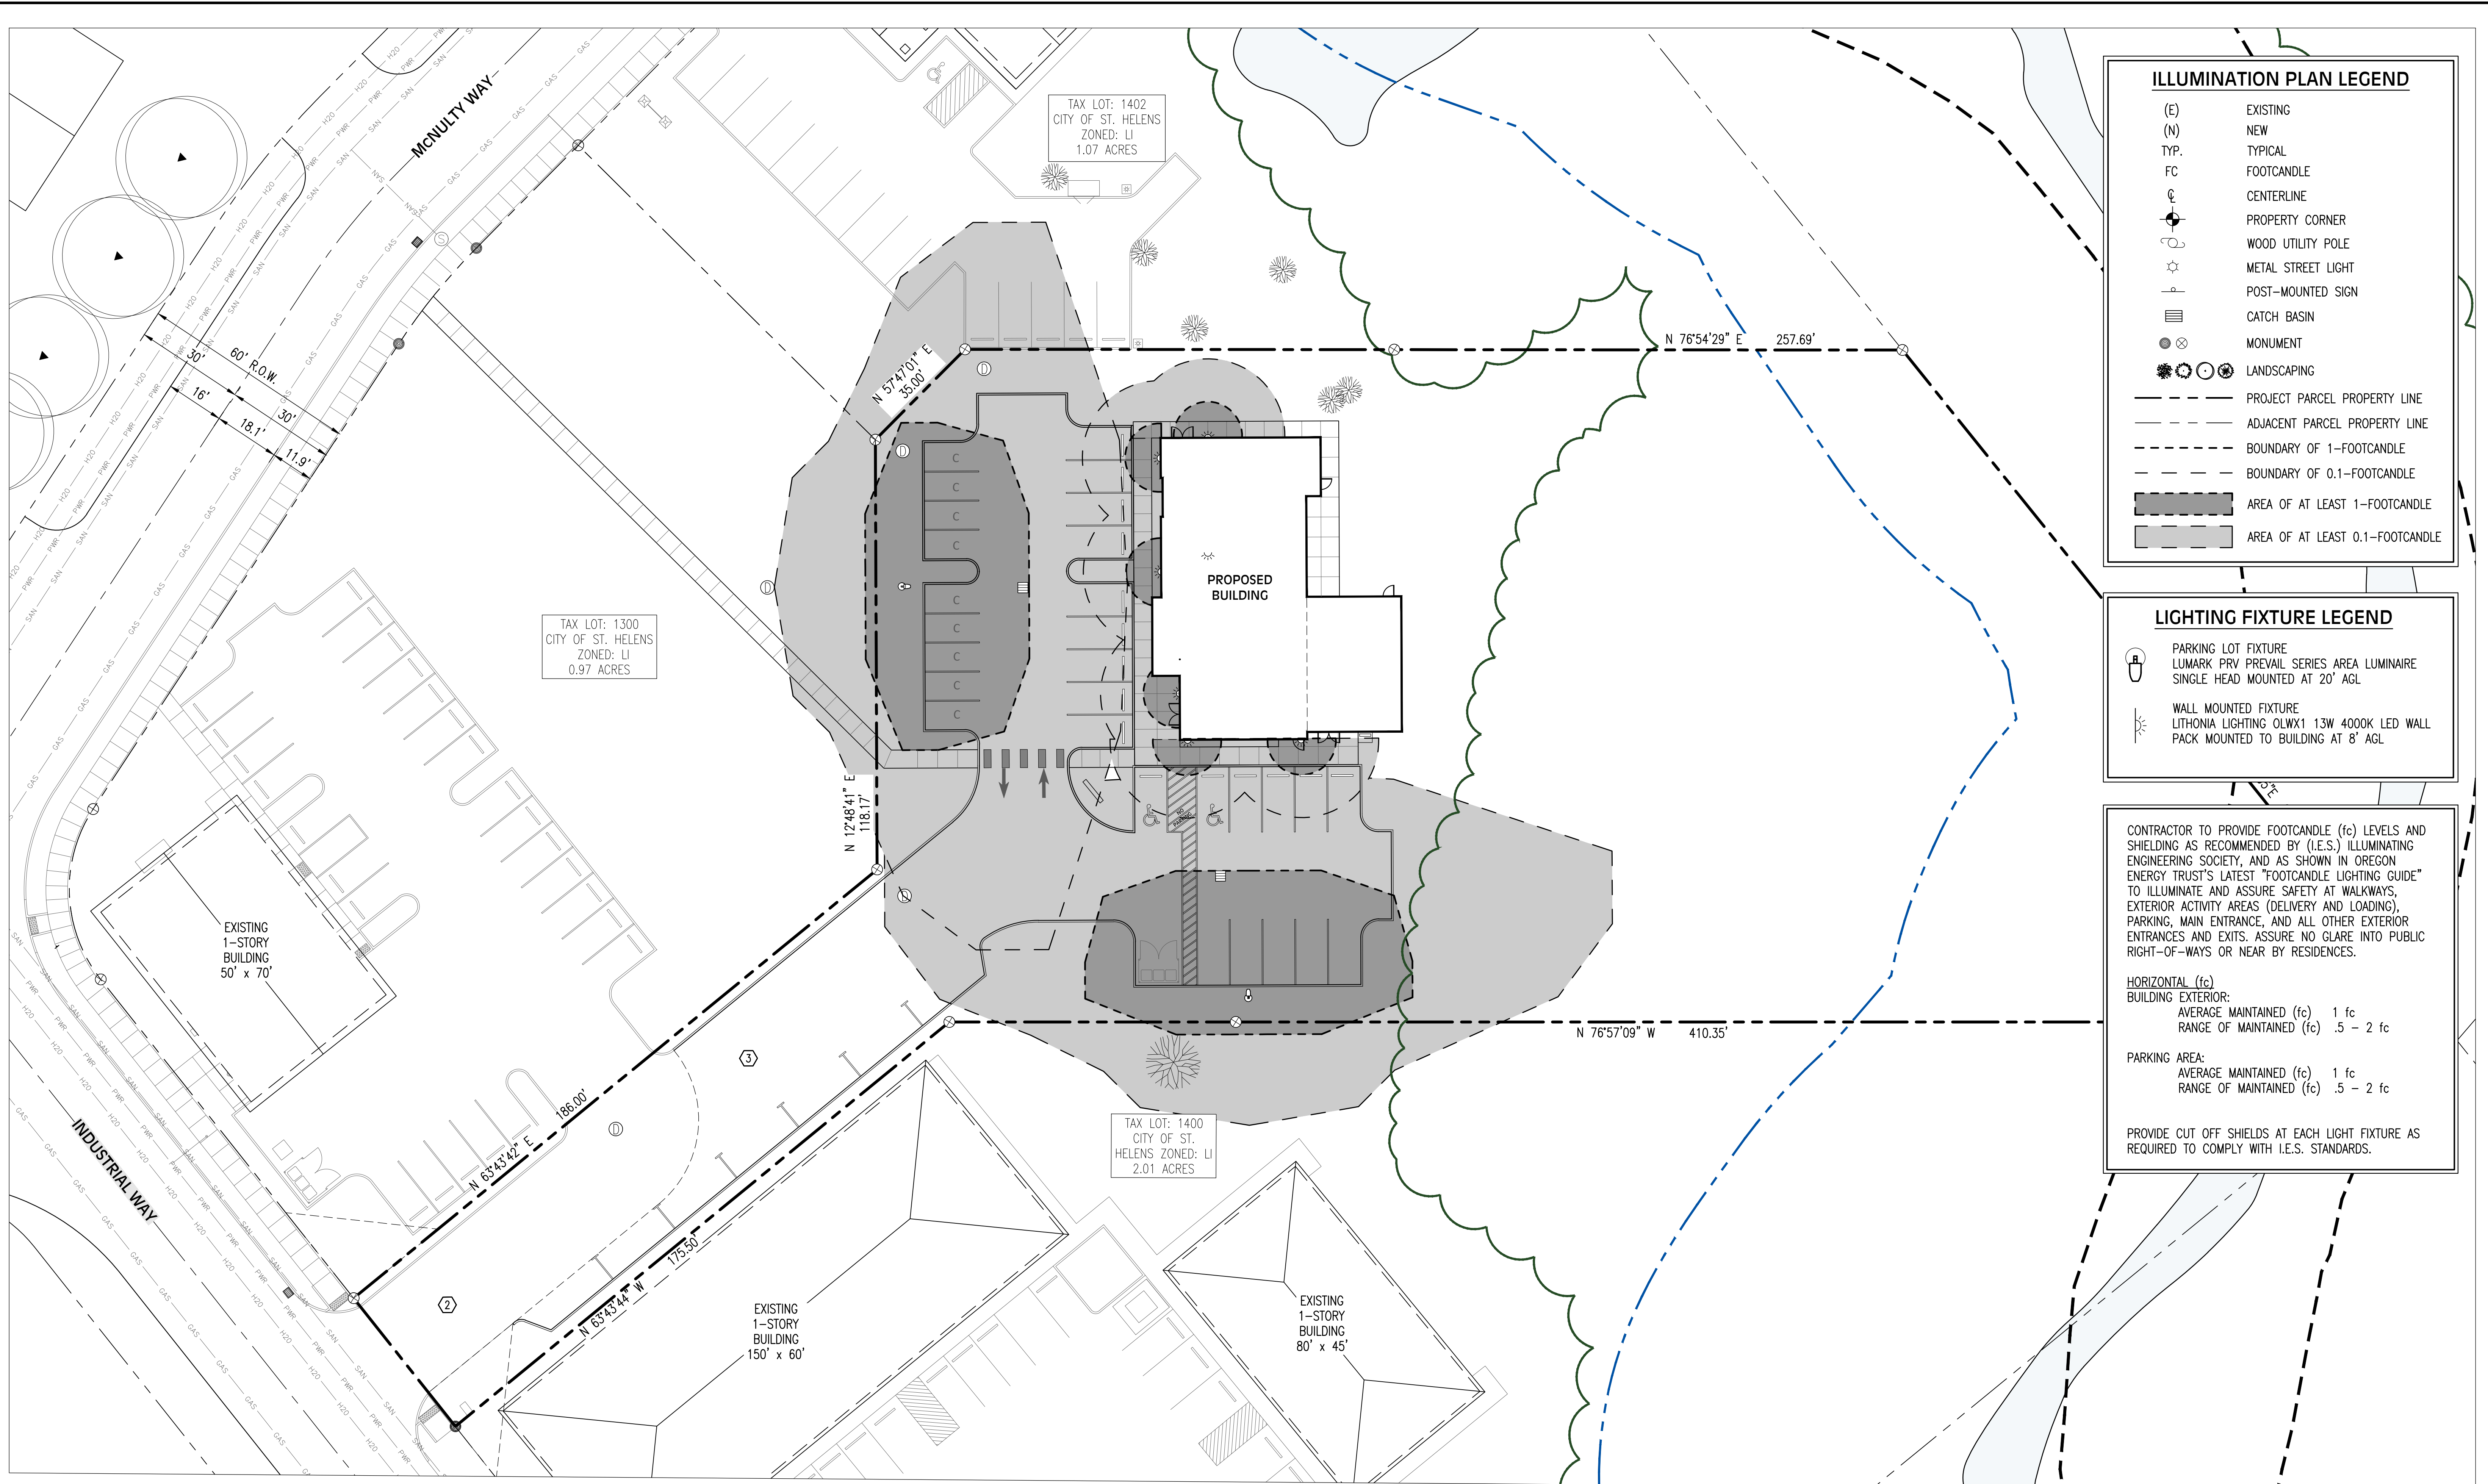 McNULTY WAY
60' R.O.W.
30'
30'
16'
18.1'
11.9'
TAX LOT: 1402
CITY OF ST. HELENS
ZONED: LI
1.07 ACRES
N 57°47'01" E
35.00'
N 76°54'29" E 257.69'
D
D
D
D
D
S
C
C
C
C
C
C
C
C
C
PROPOSED
BUILDING
TAX LOT: 1300
CITY OF ST. HELENS
ZONED: LI
0.97 ACRES
N 12°48'41" E
118.17'
NO
PARKING
EXISTING
1-STORY
BUILDING
50' x 70'
N 76°57'09" W 410.35'
3
2
N 63°43'42" E
186.00'
N 63°43'44" W
175.50'
TAX LOT: 1400
CITY OF ST.
HELENS ZONED: LI
2.01 ACRES
INDUSTRIAL WAY
EXISTING
1-STORY
BUILDING
150' x 60'
EXISTING
1-STORY
BUILDING
80' x 45'
GAS
H20
PWR
SAN
ILLUMINATION PLAN LEGEND
(E) EXISTING
(N) NEW
TYP. TYPICAL
FC FOOTCANDLE
℄ CENTERLINE
PROPERTY CORNER
WOOD UTILITY POLE
METAL STREET LIGHT
POST-MOUNTED SIGN
CATCH BASIN
MONUMENT
LANDSCAPING
PROJECT PARCEL PROPERTY LINE
ADJACENT PARCEL PROPERTY LINE
BOUNDARY OF 1-FOOTCANDLE
BOUNDARY OF 0.1-FOOTCANDLE
AREA OF AT LEAST 1-FOOTCANDLE
AREA OF AT LEAST 0.1-FOOTCANDLE
LIGHTING FIXTURE LEGEND
PARKING LOT FIXTURE
LUMARK PRV PREVAIL SERIES AREA LUMINAIRE
SINGLE HEAD MOUNTED AT 20' AGL
WALL MOUNTED FIXTURE
LITHONIA LIGHTING OLWX1 13W 4000K LED WALL
PACK MOUNTED TO BUILDING AT 8' AGL
CONTRACTOR TO PROVIDE FOOTCANDLE (fc) LEVELS AND
SHIELDING AS RECOMMENDED BY (I.E.S.) ILLUMINATING
ENGINEERING SOCIETY, AND AS SHOWN IN OREGON
ENERGY TRUST'S LATEST "FOOTCANDLE LIGHTING GUIDE"
TO ILLUMINATE AND ASSURE SAFETY AT WALKWAYS,
EXTERIOR ACTIVITY AREAS (DELIVERY AND LOADING),
PARKING, MAIN ENTRANCE, AND ALL OTHER EXTERIOR
ENTRANCES AND EXITS. ASSURE NO GLARE INTO PUBLIC
RIGHT-OF-WAYS OR NEAR BY RESIDENCES.
HORIZONTAL (fc)
BUILDING EXTERIOR:
AVERAGE MAINTAINED (fc) 1 fc
RANGE OF MAINTAINED (fc) .5 - 2 fc
PARKING AREA:
AVERAGE MAINTAINED (fc) 1 fc
RANGE OF MAINTAINED (fc) .5 - 2 fc
PROVIDE CUT OFF SHIELDS AT EACH LIGHT FIXTURE AS
REQUIRED TO COMPLY WITH I.E.S. STANDARDS.